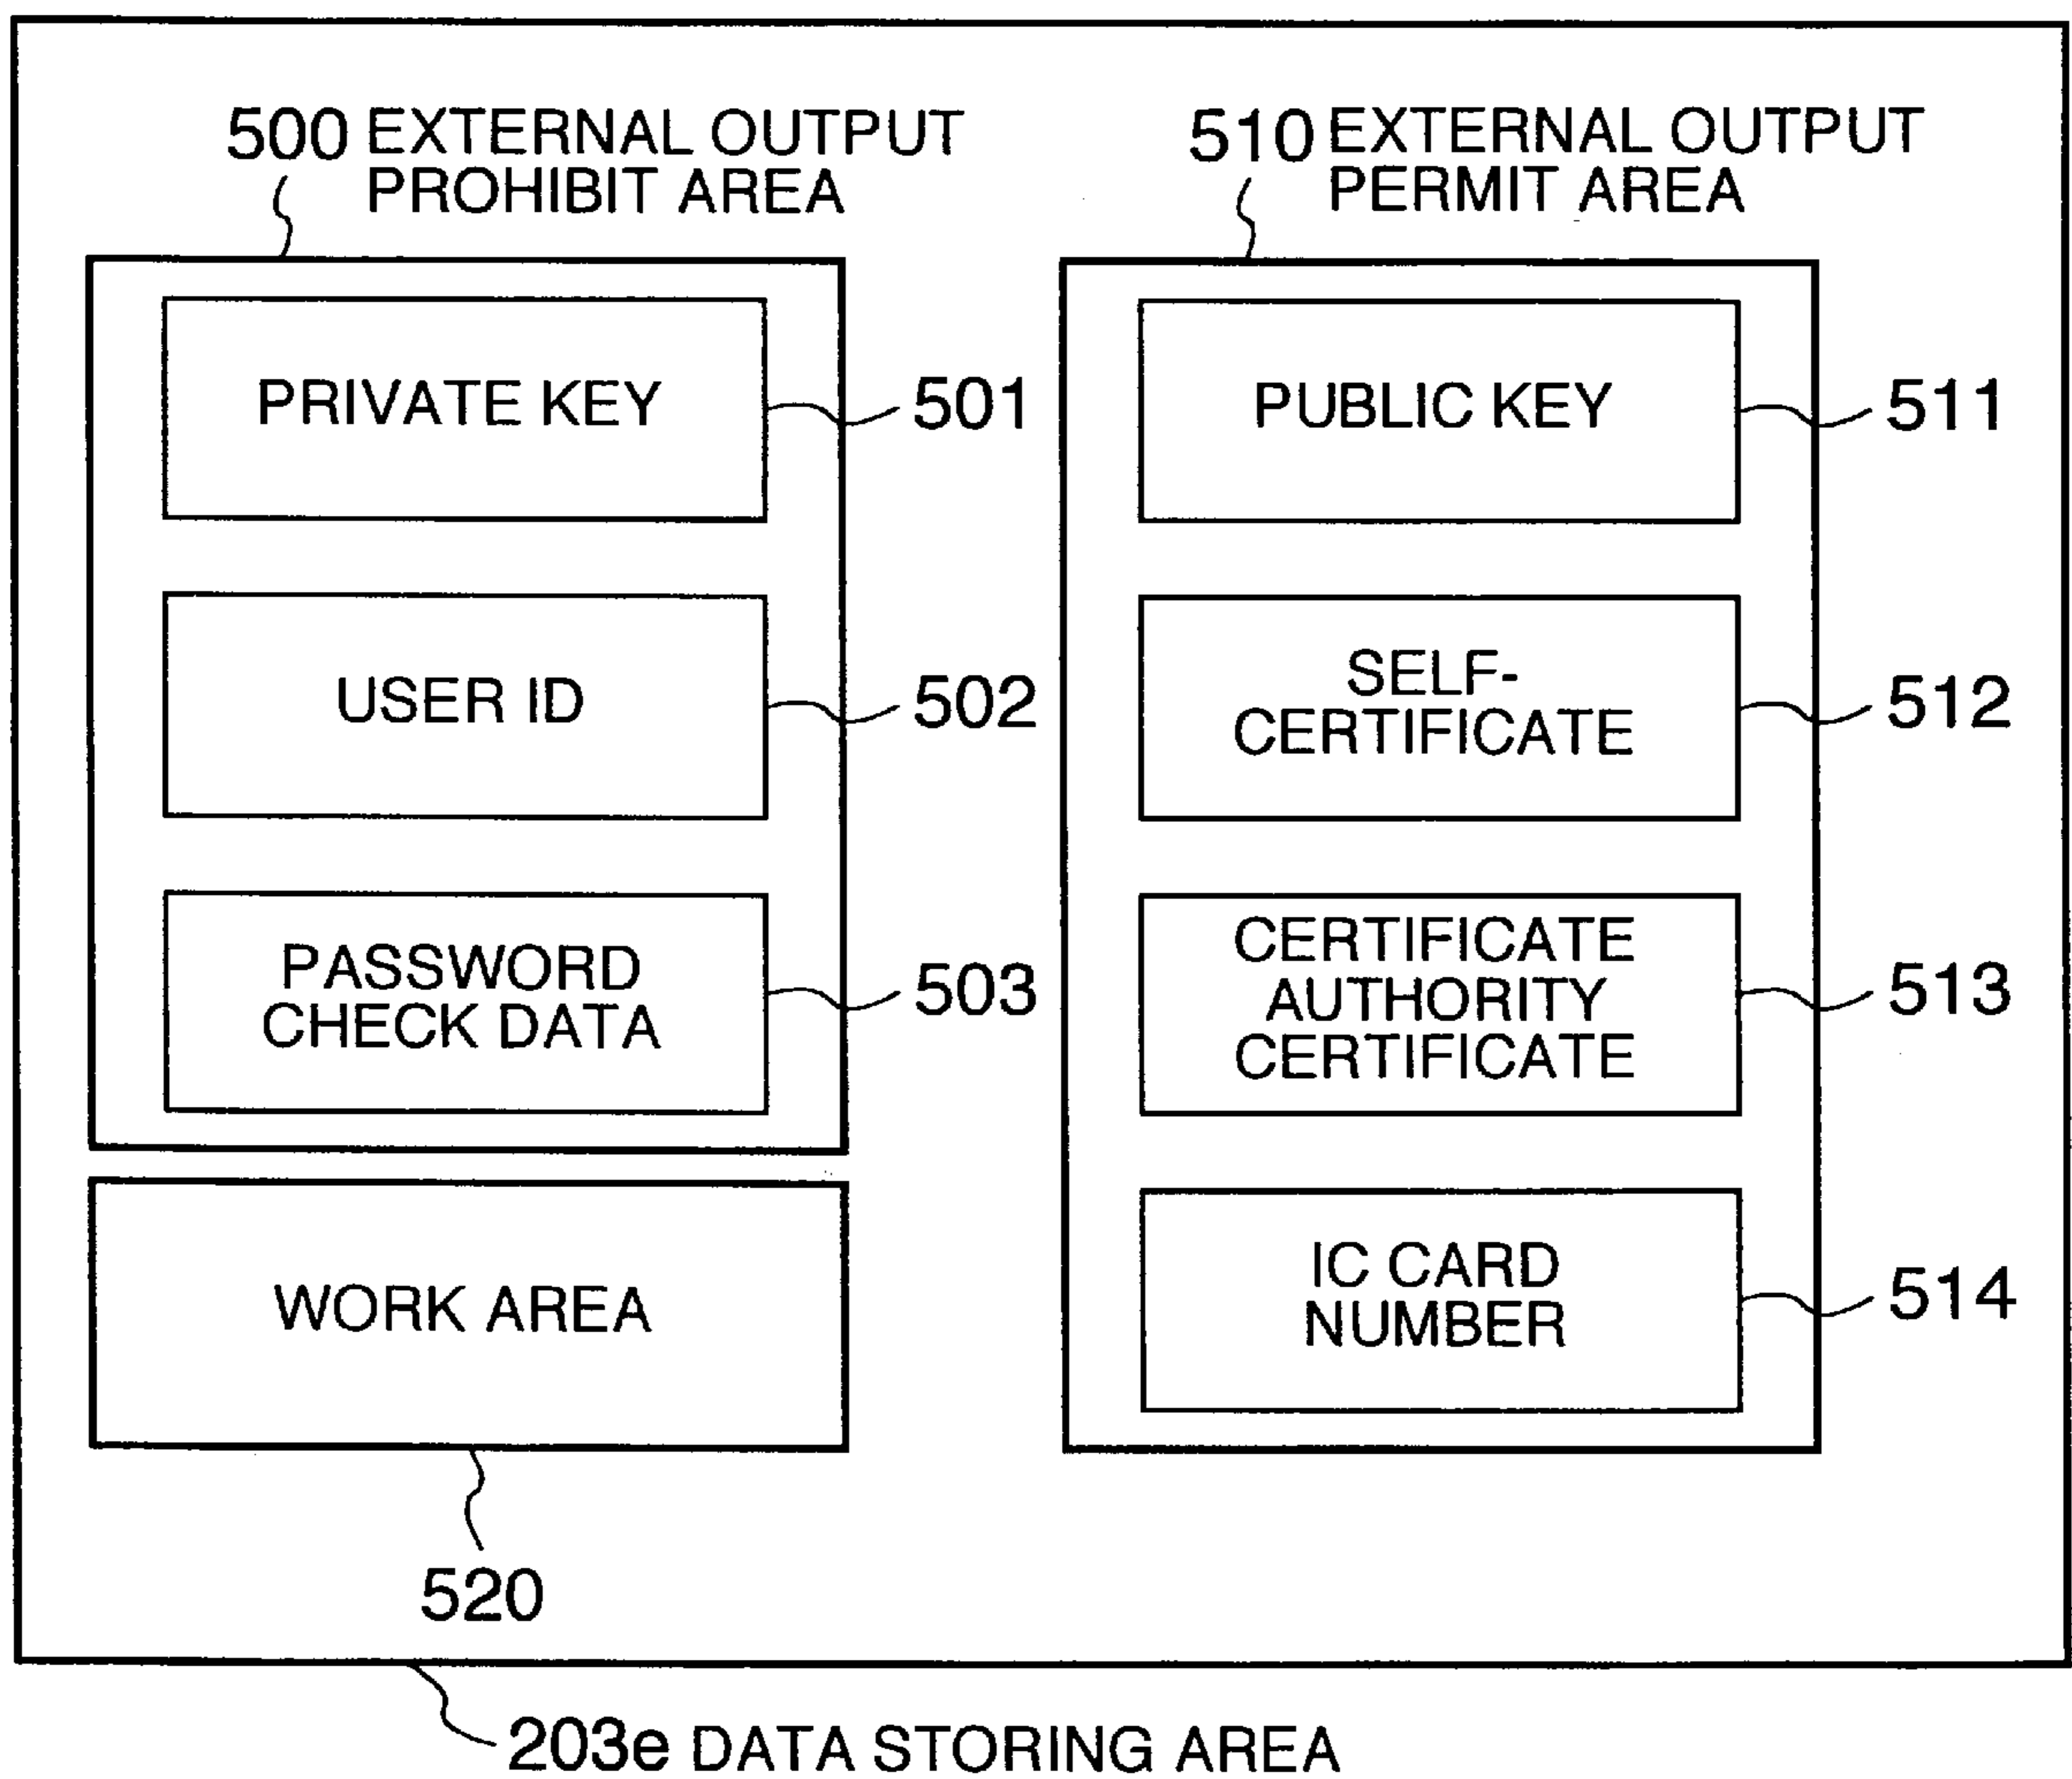 500 EXTERNAL OUTPUT
PROHIBIT AREA
PRIVATE KEY
501
USER ID
502
PASSWORD
CHECK DATA
503
WORK AREA
520
510 EXTERNAL OUTPUT
PERMIT AREA
PUBLIC KEY
511
SELF-
CERTIFICATE
512
CERTIFICATE
AUTHORITY
CERTIFICATE
513
IC CARD
NUMBER
514
203e DATA STORING AREA